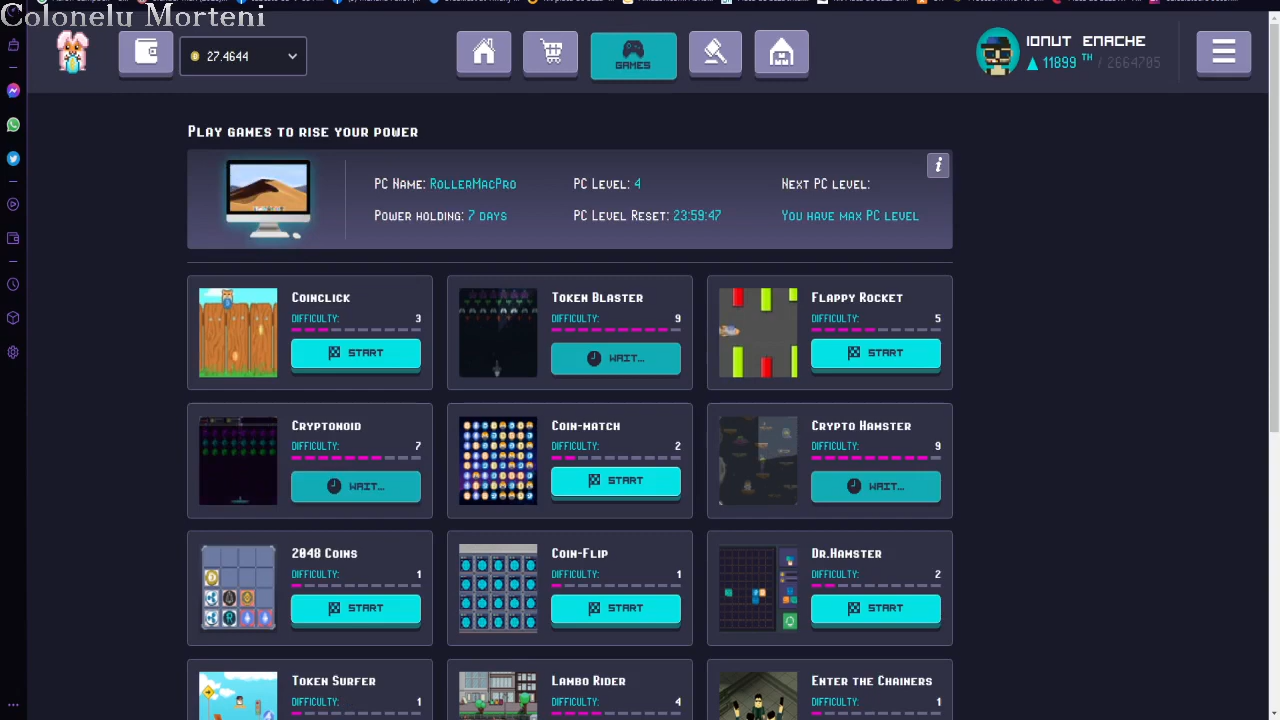 Colonelu Morteni
27.4644
GAMES
IONUT ENACHE
11899 TH / 2664705
PLAY GAMES TO RISE YOUR POWER
i
PC NAME: ROLLERMACPRO
PC LEVEL: 4
NEXT PC LEVEL:
POWER HOLDING: 7 DAYS
PC LEVEL RESET: 23:59:47
YOU HAVE MAX PC LEVEL
COINCLICK
DIFFICULTY: 3
START
TOKEN BLASTER
DIFFICULTY: 9
WAIT...
FLAPPY ROCKET
DIFFICULTY: 5
START
CRYPTONOID
DIFFICULTY: 7
WAIT...
COIN-MATCH
DIFFICULTY: 2
START
CRYPTO HAMSTER
DIFFICULTY: 9
WAIT...
2048 COINS
DIFFICULTY: 1
START
COIN-FLIP
DIFFICULTY: 1
START
DR.HAMSTER
DIFFICULTY: 2
START
TOKEN SURFER
DIFFICULTY: 1
LAMBO RIDER
DIFFICULTY: 4
ENTER THE CHAINERS
DIFFICULTY: 1